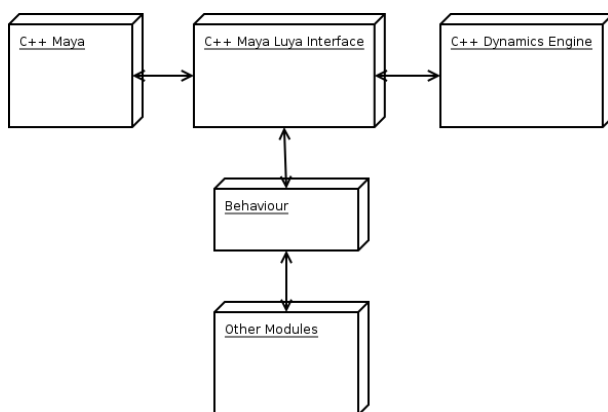 C++ Maya
C++ Maya Luya Interface
C++ Dynamics Engine
Behaviour
Other Modules